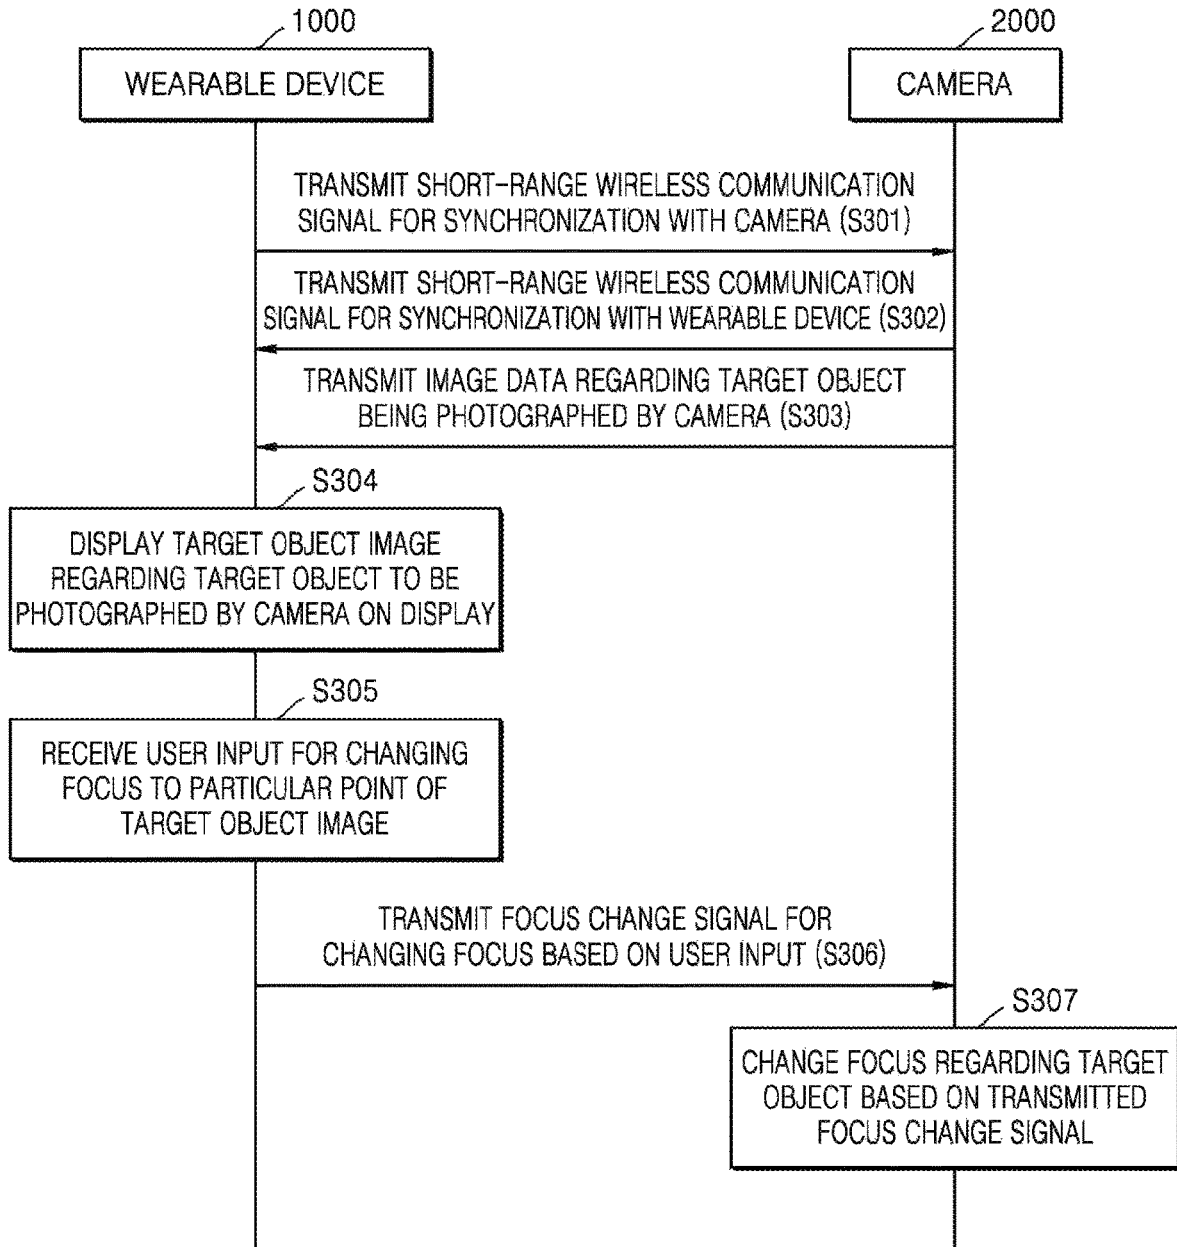 1000
2000
WEARABLE DEVICE
CAMERA
TRANSMIT SHORT-RANGE WIRELESS COMMUNICATION
SIGNAL FOR SYNCHRONIZATION WITH CAMERA (S301)
TRANSMIT SHORT-RANGE WIRELESS COMMUNICATION
SIGNAL FOR SYNCHRONIZATION WITH WEARABLE DEVICE (S302)
TRANSMIT IMAGE DATA REGARDING TARGET OBJECT
BEING PHOTOGRAPHED BY CAMERA (S303)
S304
DISPLAY TARGET OBJECT IMAGE
REGARDING TARGET OBJECT TO BE
PHOTOGRAPHED BY CAMERA ON DISPLAY
S305
RECEIVE USER INPUT FOR CHANGING
FOCUS TO PARTICULAR POINT OF
TARGET OBJECT IMAGE
TRANSMIT FOCUS CHANGE SIGNAL FOR
CHANGING FOCUS BASED ON USER INPUT (S306)
S307
CHANGE FOCUS REGARDING TARGET
OBJECT BASED ON TRANSMITTED
FOCUS CHANGE SIGNAL